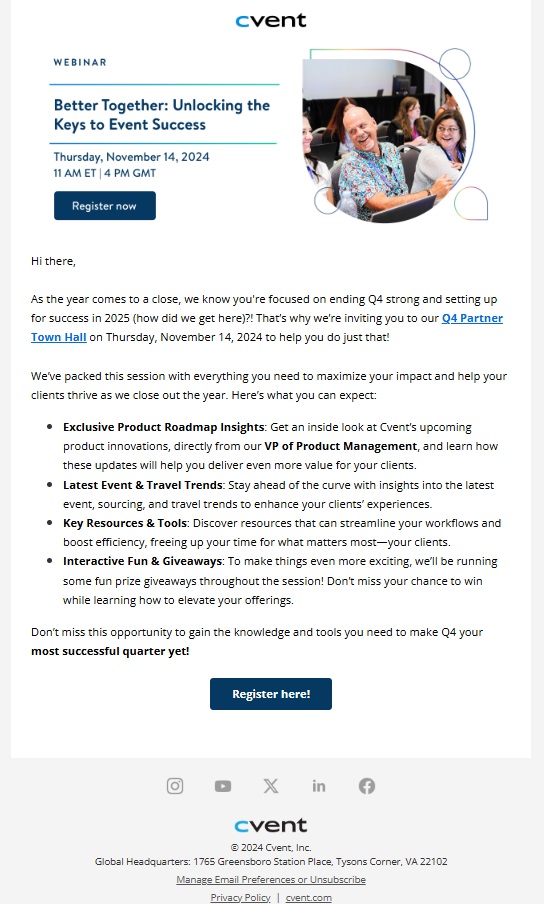 cvent
WEBINAR
Better Together: Unlocking the
Keys to Event Success
Thursday, November 14, 2024
11 AM ET | 4 PM GMT
Register now
Hi there,
As the year comes to a close, we know you're focused on ending Q4 strong and setting up
for success in 2025 (how did we get here)?! That's why we're inviting you to our Q4 Partner
Town Hall on Thursday, November 14, 2024 to help you do just that!
We've packed this session with everything you need to maximize your impact and help your
clients thrive as we close out the year. Here's what you can expect:
• Exclusive Product Roadmap Insights: Get an inside look at Cvent's upcoming
product innovations, directly from our VP of Product Management, and learn how
these updates will help you deliver even more value for your clients.
• Latest Event & Travel Trends: Stay ahead of the curve with insights into the latest
event, sourcing, and travel trends to enhance your clients' experiences.
• Key Resources & Tools: Discover resources that can streamline your workflows and
boost efficiency, freeing up your time for what matters most—your clients.
• Interactive Fun & Giveaways: To make things even more exciting, we'll be running
some fun prize giveaways throughout the session! Don't miss your chance to win
while learning how to elevate your offerings.
Don't miss this opportunity to gain the knowledge and tools you need to make Q4 your
most successful quarter yet!
Register here!
cvent
© 2024 Cvent, Inc.
Global Headquarters: 1765 Greensboro Station Place, Tysons Corner, VA 22102
Manage Email Preferences or Unsubscribe
Privacy Policy | cvent.com